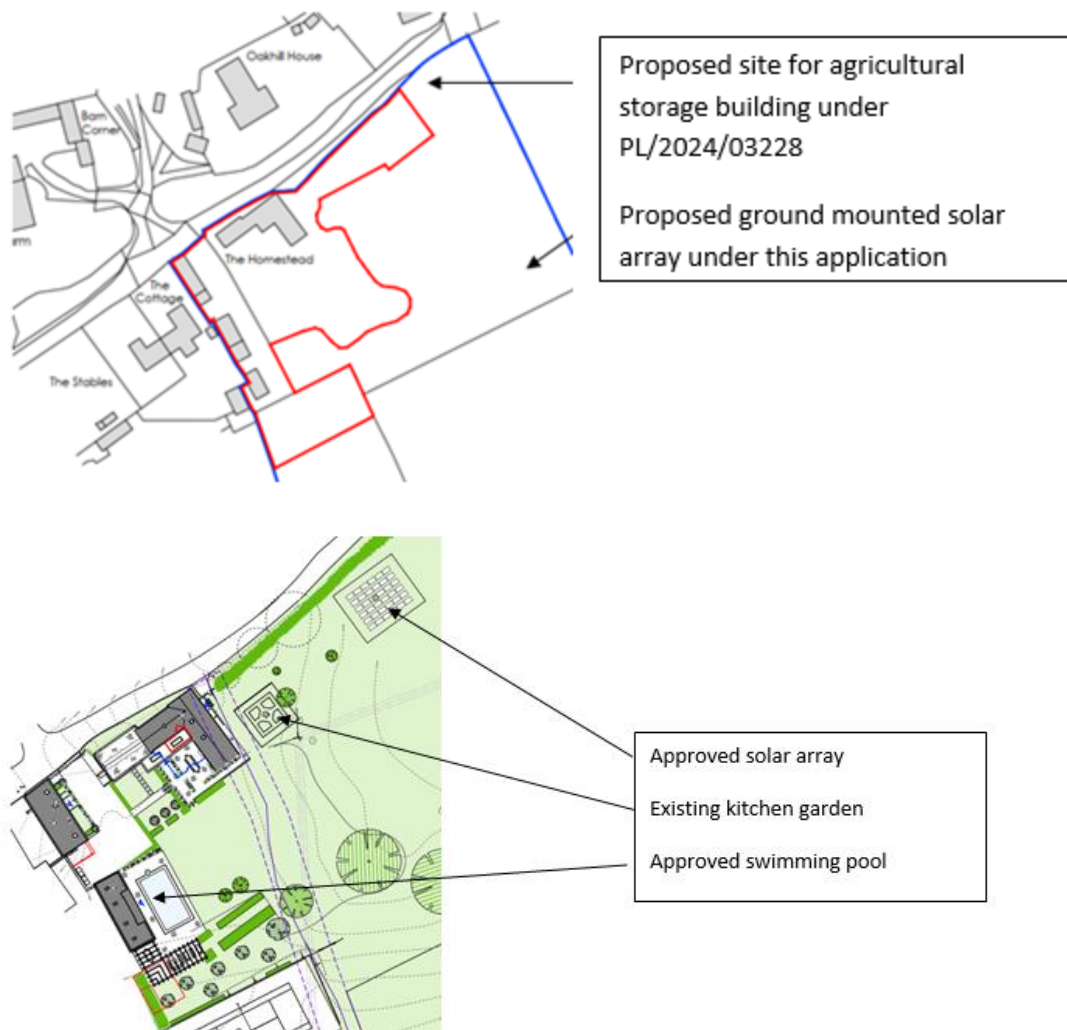 Oakhill House
Proposed site for agricultural
storage building under
PL/2024/03228
Barn
Corner
Proposed ground mounted solar
array under this application
arm
The Homestead
The
Cottage
The Stables
Approved solar array
Existing kitchen garden
Approved swimming pool